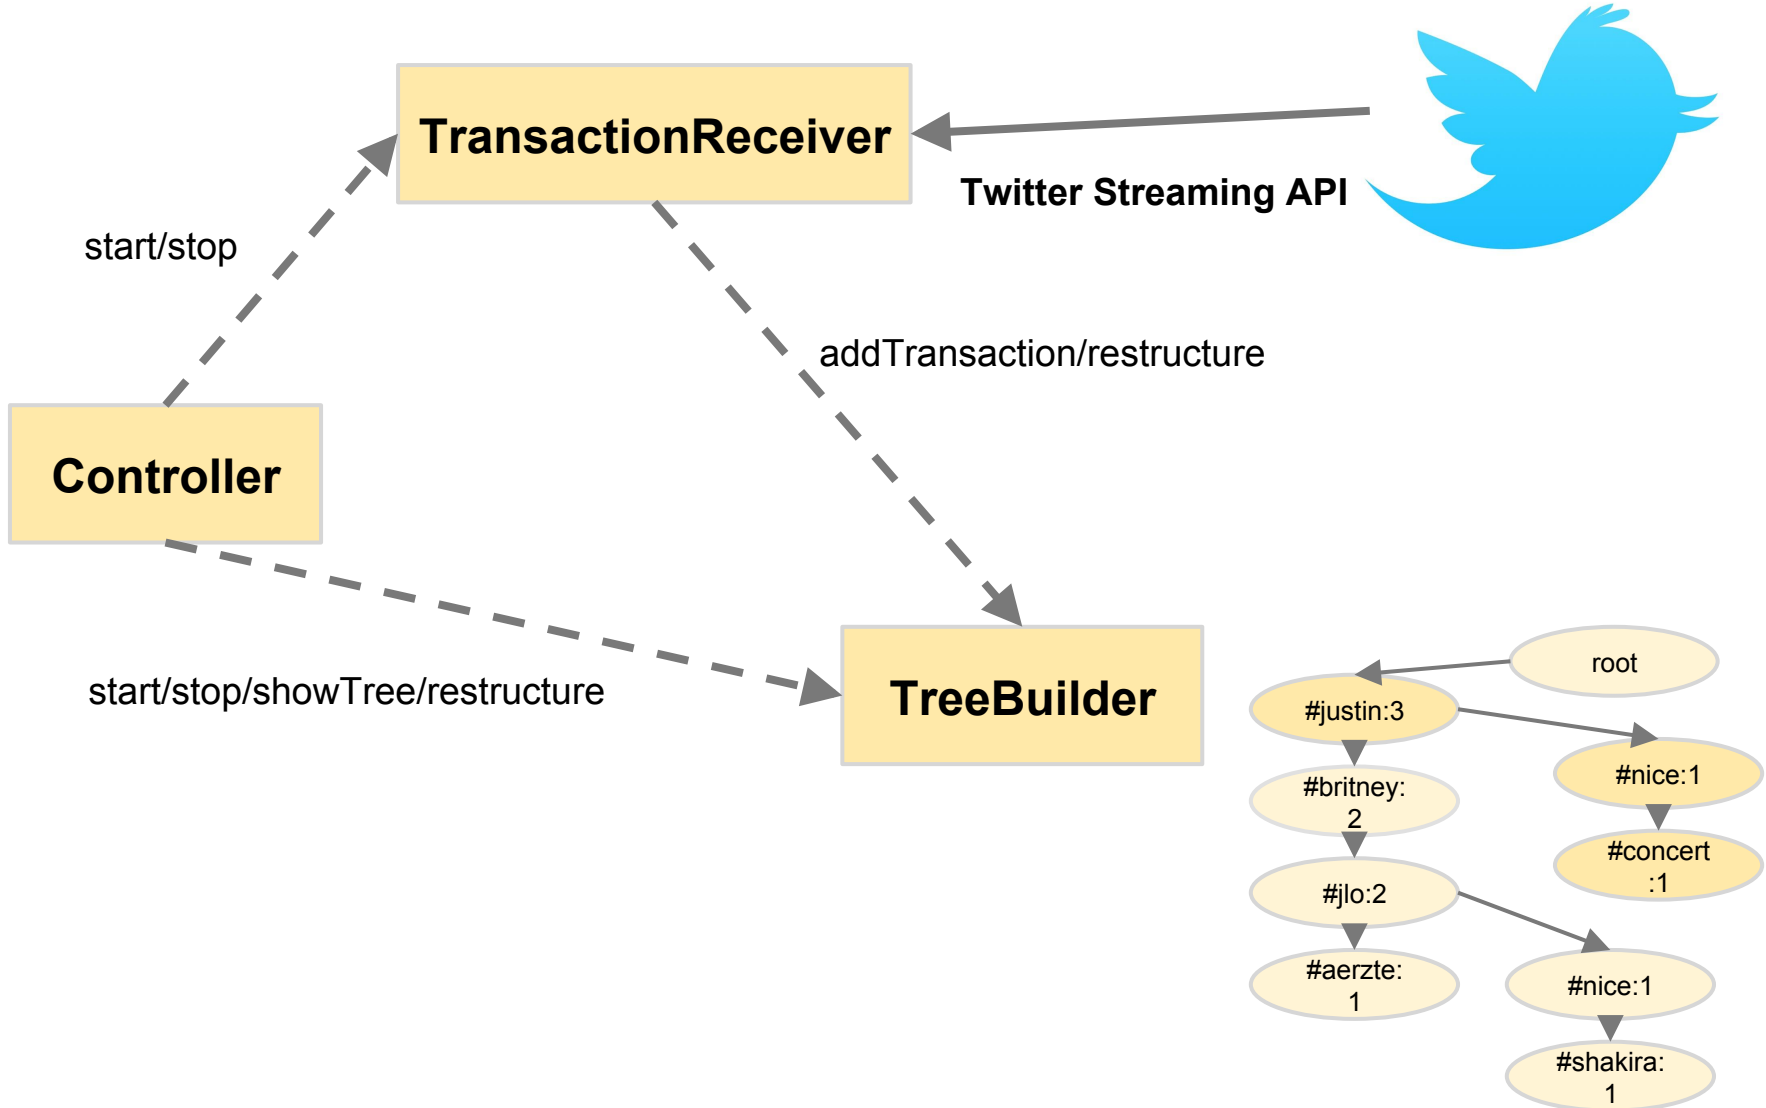 TransactionReceiver
Twitter Streaming API
start/stop
addTransaction/restructure
Controller
start/stop/showTree/restructure
TreeBuilder
root
#justin:3
#nice:1
#britney:
2
#concert
:1
#jlo:2
#aerzte:
1
#nice:1
#shakira:
1